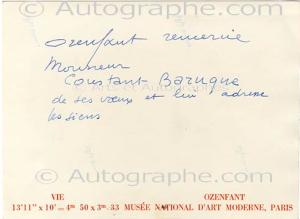 © Autographia
Ozenfant remercie
Monsieur
Constant-Baruque
de ses vœux et lui adresse
les siens
VIE OZENFANT
13'11" x 10' = 4m 50 x 3m 33 MUSÉE NATIONAL D'ART MODERNE, PARIS